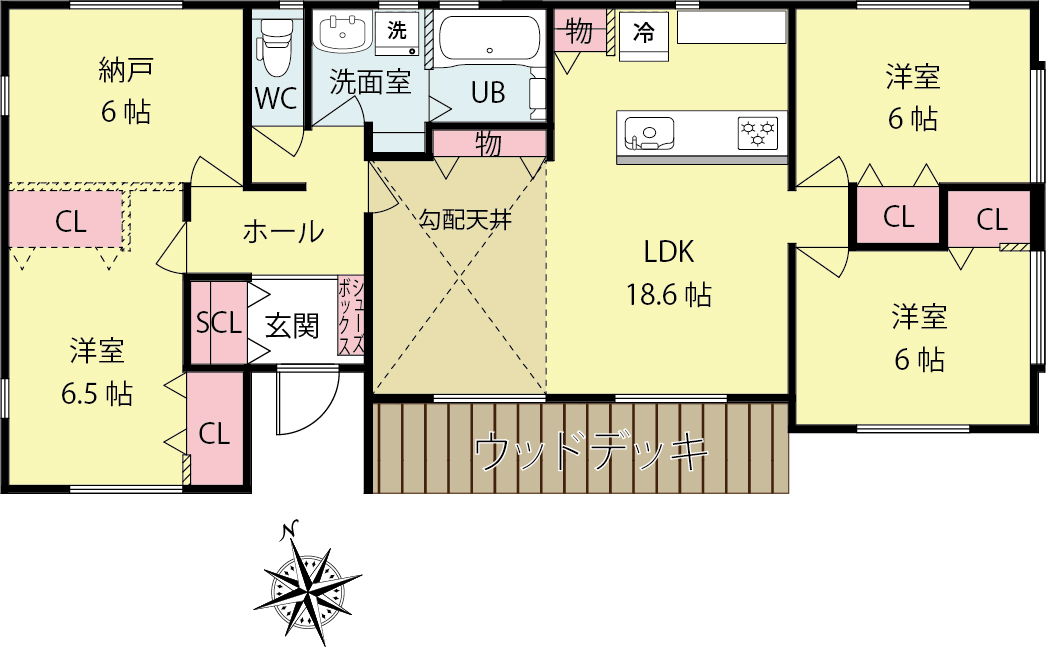 納戸
6 帖
WC
洗
洗面室
UB
物
冷
洋室
6 帖
物
CL
ホール
勾配天井
LDK
18.6 帖
CL
CL
SCL
玄関
シューズ
ボックス
洋室
6.5 帖
CL
洋室
6 帖
ウッドデッキ
N